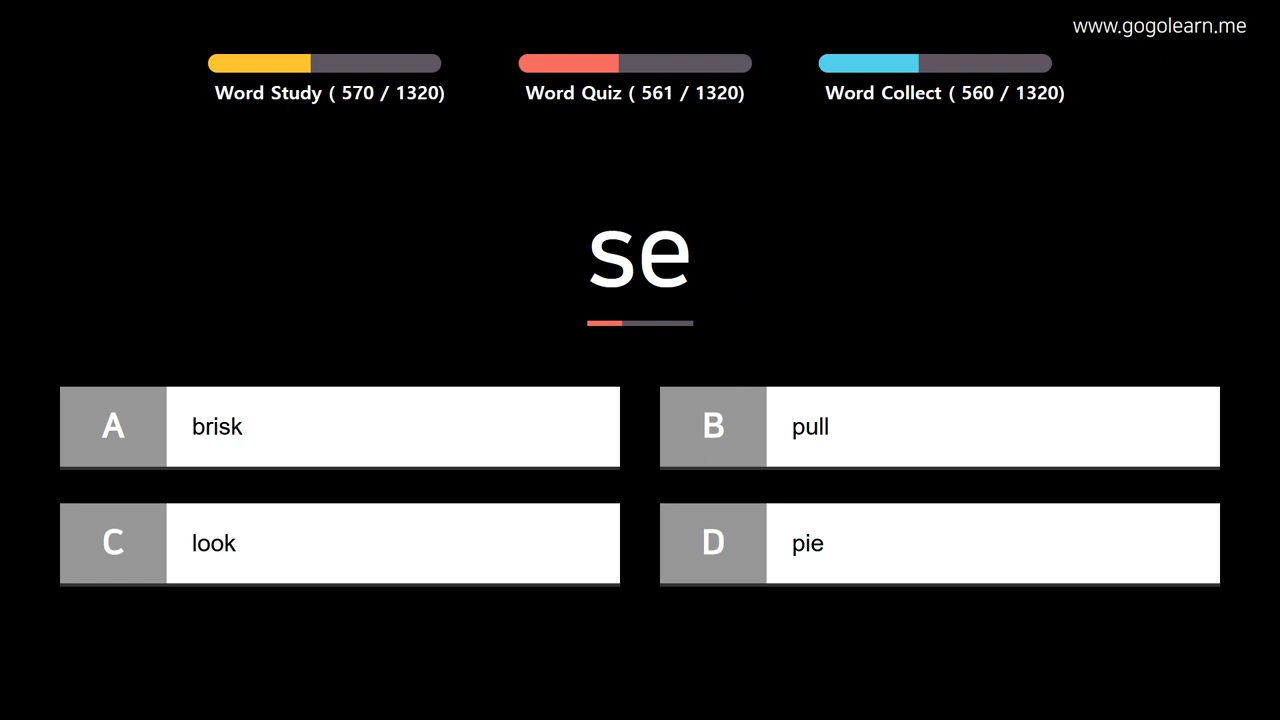 www.gogolearn.me
Word Study ( 570 / 1320)
Word Quiz ( 561 / 1320)
Word Collect ( 560 / 1320)
se
A brisk
B pull
C look
D pie